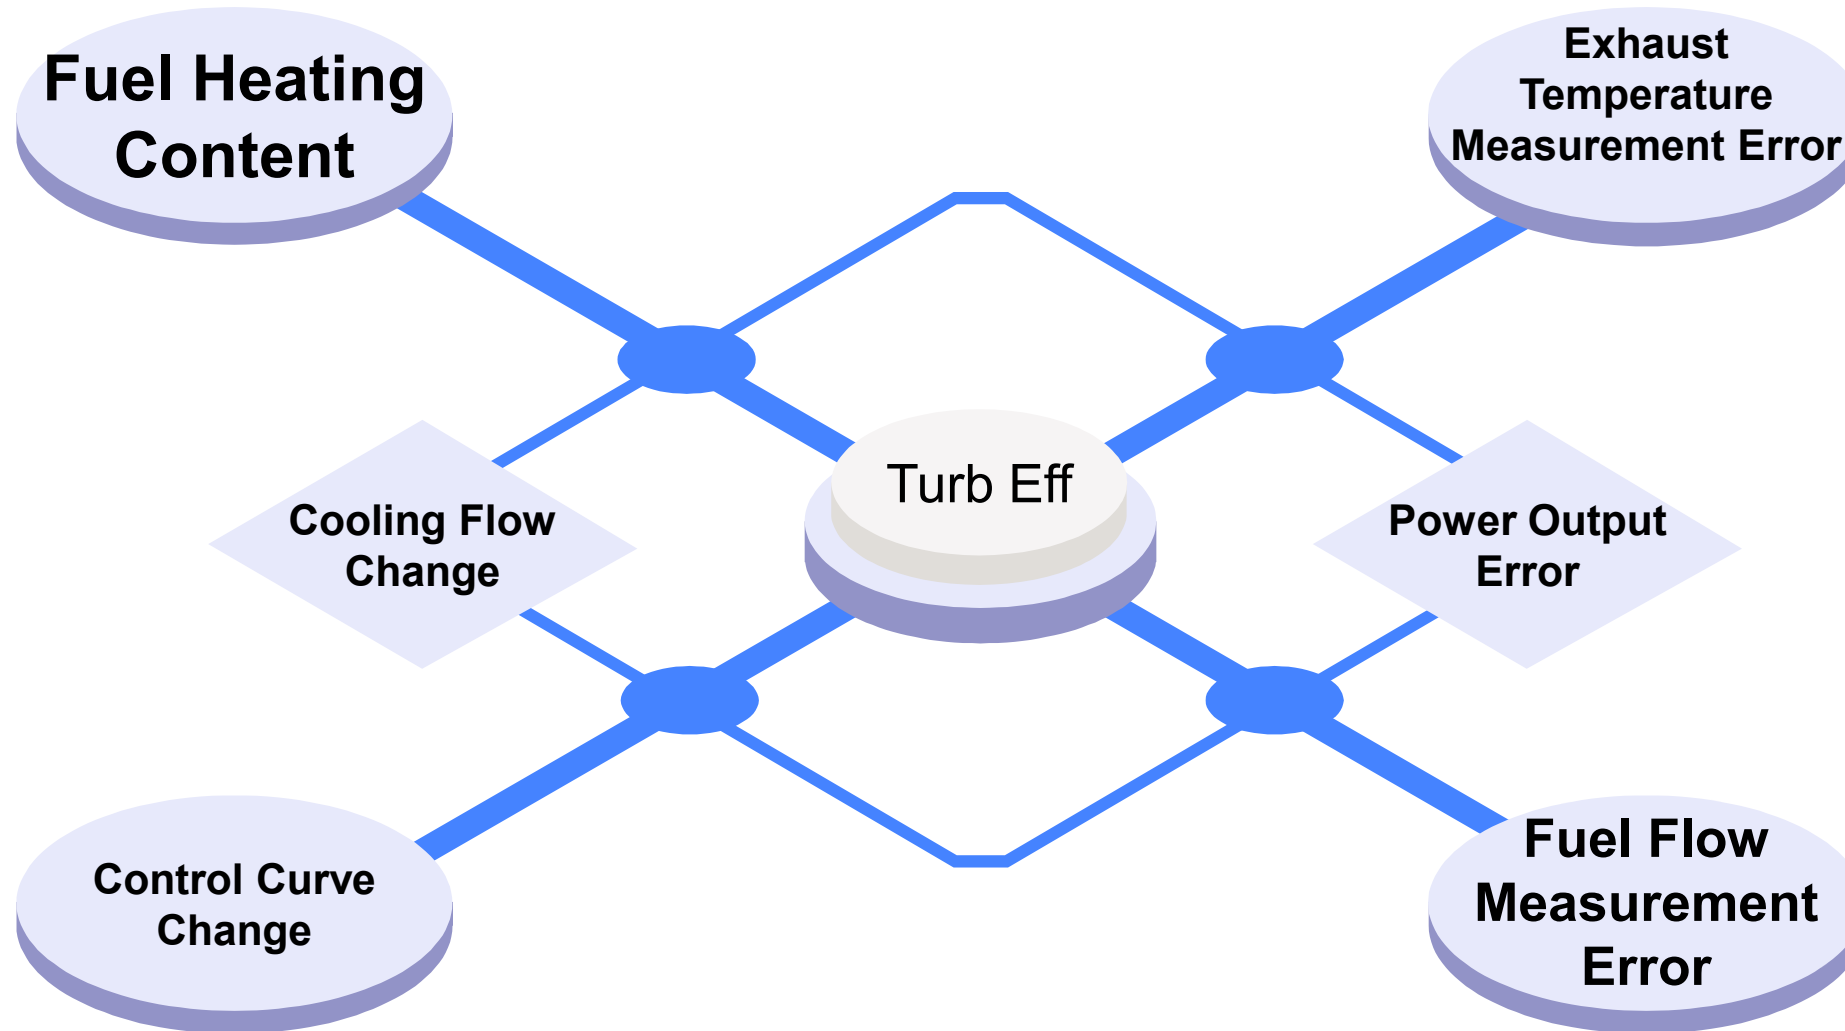 Fuel Heating
Content
Exhaust
Temperature
Measurement Error
Turb Eff
Cooling Flow
Change
Power Output
Error
Control Curve
Change
Fuel Flow
Measurement
Error